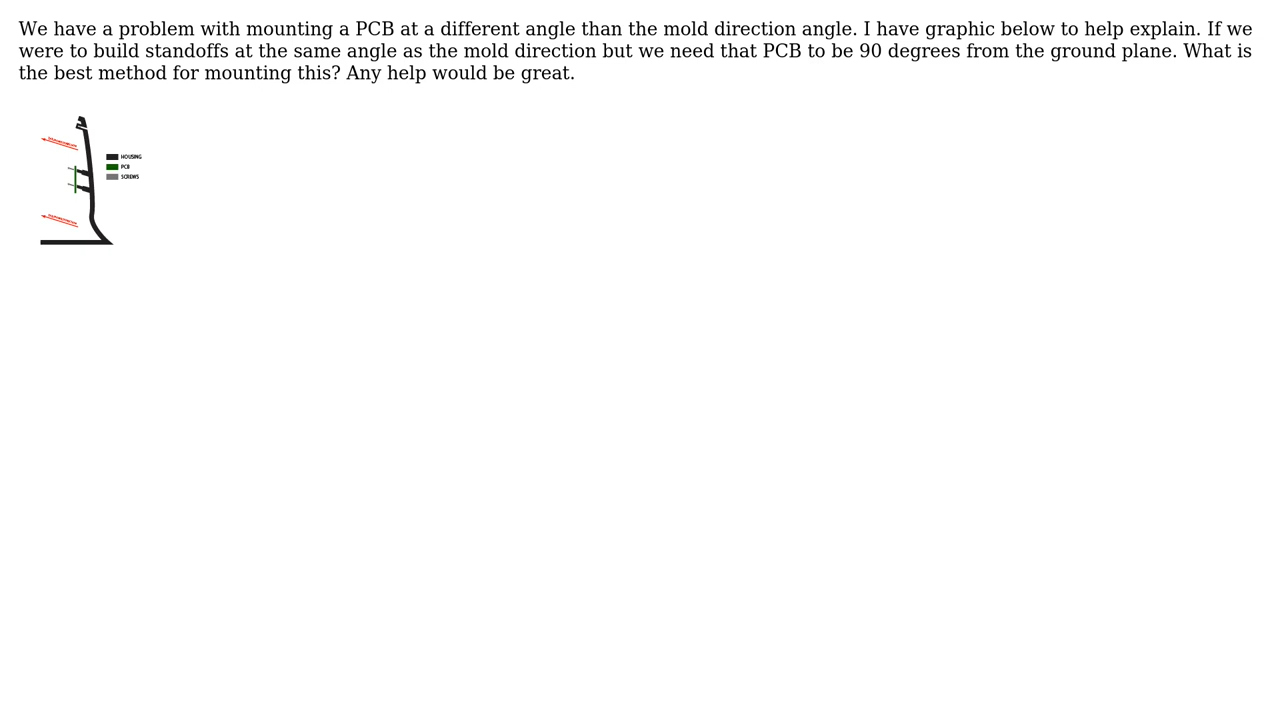 We have a problem with mounting a PCB at a different angle than the mold direction angle. I have graphic below to help explain. If we
were to build standoffs at the same angle as the mold direction but we need that PCB to be 90 degrees from the ground plane. What is
the best method for mounting this? Any help would be great.
HOUSING
PCB
SCREWS